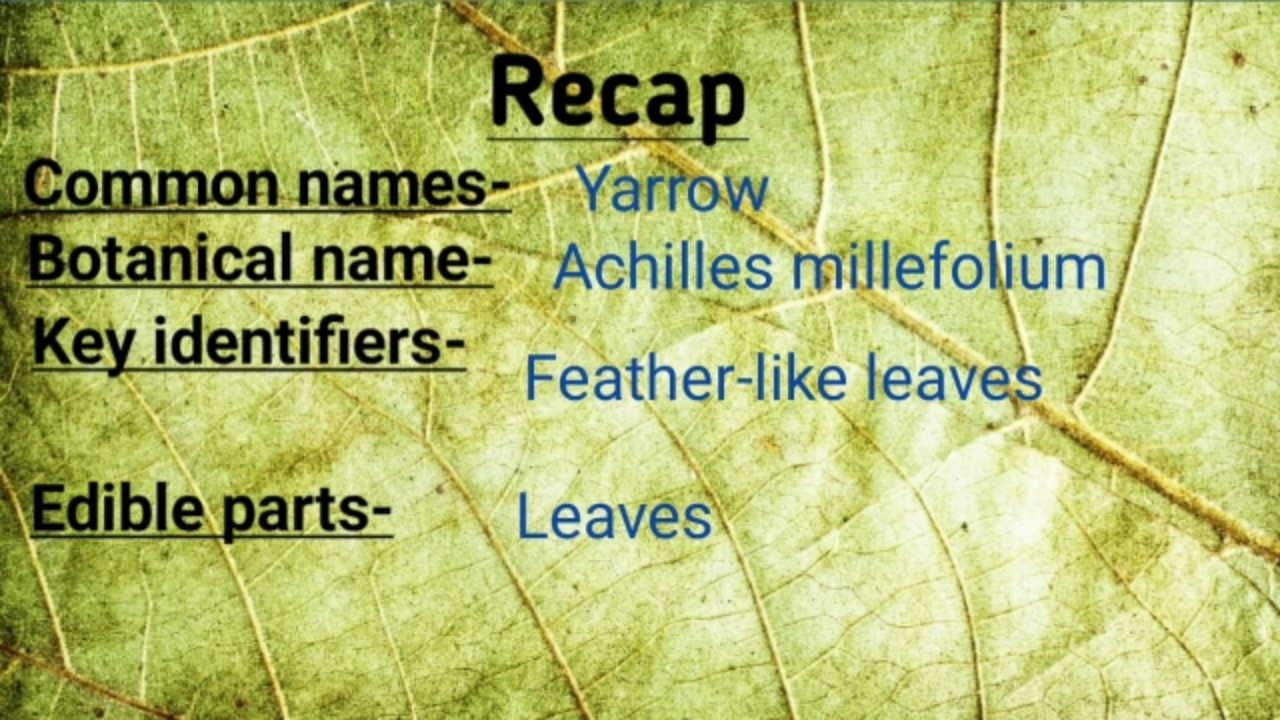 Recap
Common names- Yarrow
Botanical name- Achilles millefolium
Key identifiers-
Feather-like leaves
Edible parts- Leaves